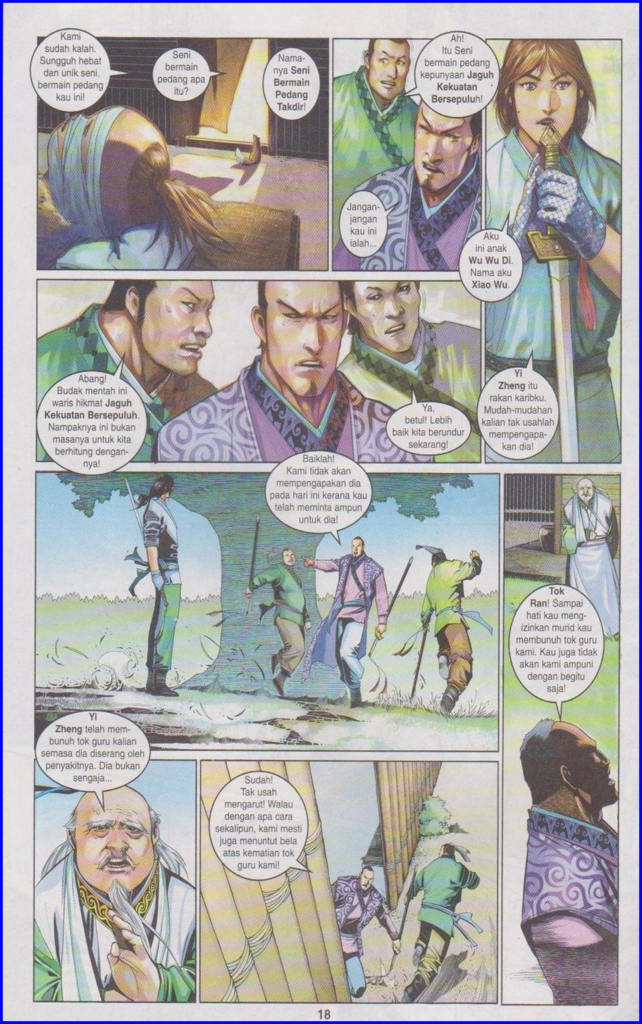 Kami
sudah kalah.
Sungguh hebat
dan unik seni
bermain pedang
kau ini!
Seni
bermain
pedang apa
itu?
Nama-
nya Seni
Bermain
Pedang
Takdir!
Ah!
Itu Seni
bermain pedang
kepunyaan Jaguh
Kekuatan
Bersepuluh!
Jangan-
jangan
kau ini
ialah...
Aku
ini anak
Wu Wu Di.
Nama aku
Xiao Wu.
Yi
Zheng itu
rakan karibku.
Mudah-mudahan
kalian tak usahlah
mempengapa-
kan dia!
Abang!
Budak mentah ini
waris hikmat Jaguh
Kekuatan Bersepuluh.
Nampaknya ini bukan
masanya untuk kita
berhitung dengan-
nya!
Ya,
betul! Lebih
baik kita berundur
sekarang!
Baiklah!
Kami tidak akan
mempengapakan dia
pada hari ini kerana kau
telah meminta ampun
untuk dia!
Tok
Ran! Sampai
hati kau meng-
izinkan murid kau
membunuh tok guru
kami. Kau juga tidak
akan kami ampuni
dengan begitu
saja!
Yi
Zheng telah mem-
bunuh tok guru kalian
semasa dia diserang oleh
penyakitnya. Dia bukan
sengaja...
Sudah!
Tak usah
mengarut! Walau
dengan apa cara
sekalipun, kami mesti
juga menuntut bela
atas kematian tok
guru kami!
18